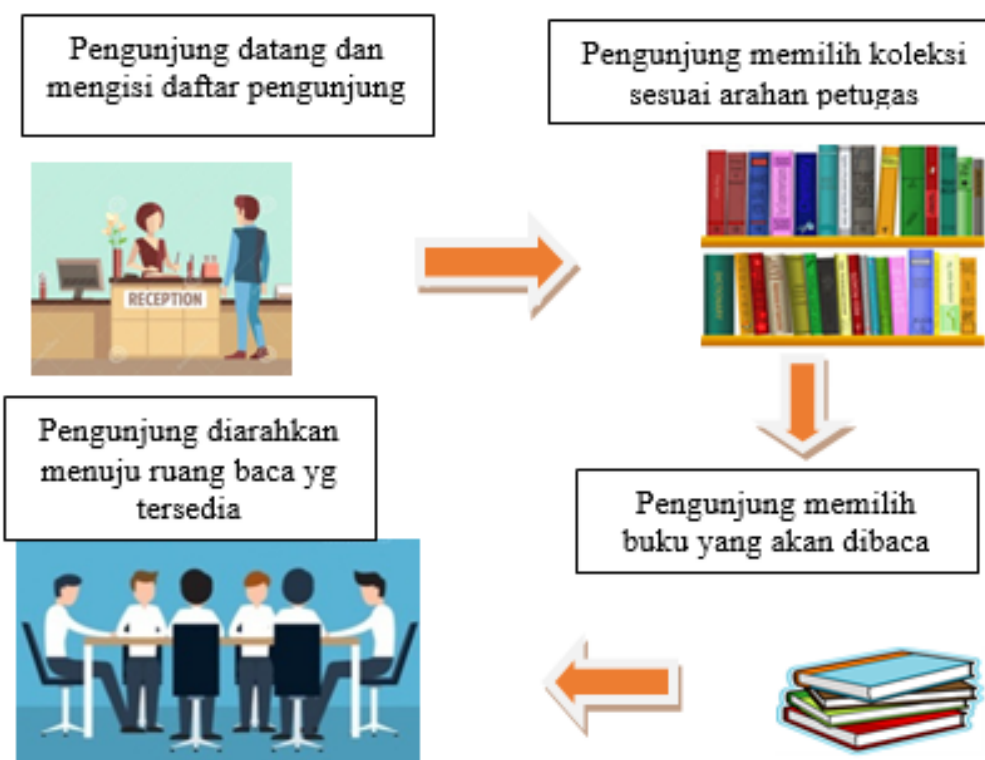 Pengunjung datang dan
mengisi daftar pengunjung
Pengunjung memilih koleksi
sesuai arahan petugas
RECEPTION
Pengunjung memilih
buku yang akan dibaca
Pengunjung diarahkan
menuju ruang baca yg
tersedia